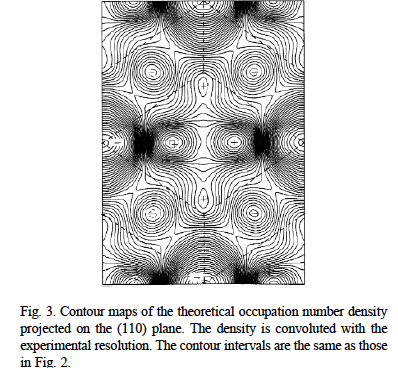 Fig. 3. Contour maps of the theoretical occupation number density
projected on the (110) plane. The density is convoluted with the
experimental resolution. The contour intervals are the same as those
in Fig. 2.